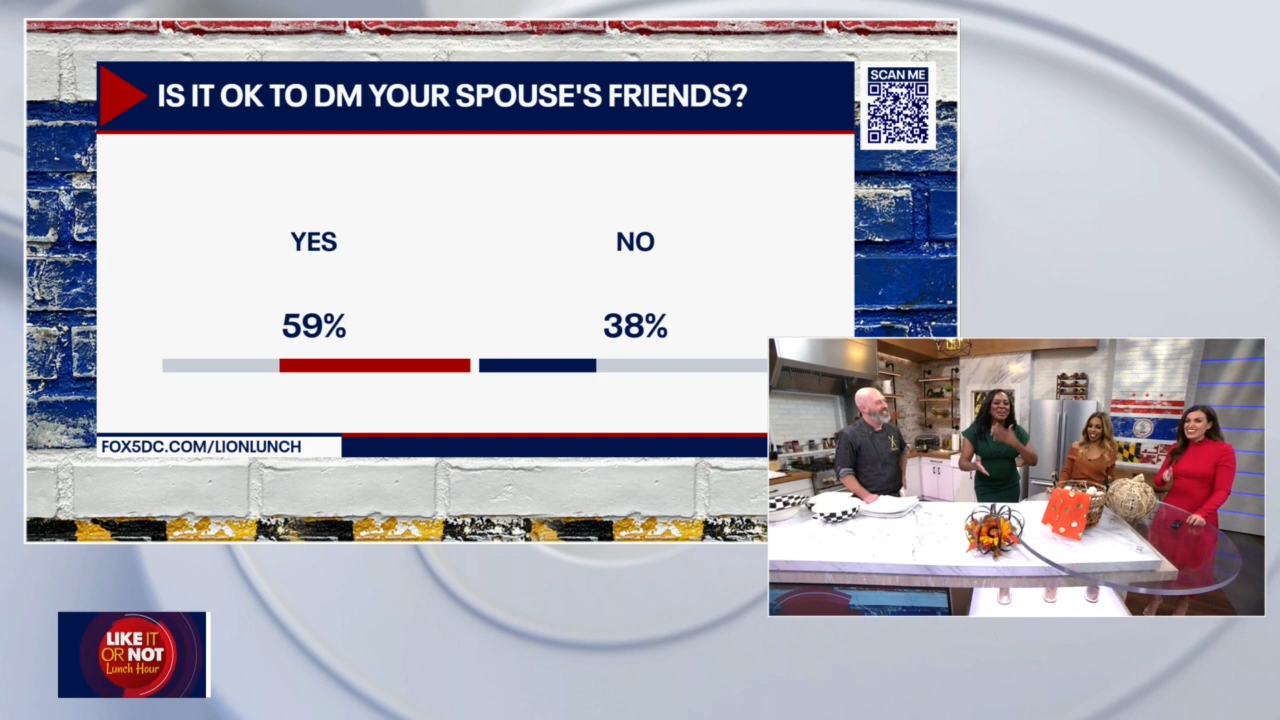 IS IT OK TO DM YOUR SPOUSE'S FRIENDS?
SCAN ME
YES
NO
59%
38%
FOX5DC.COM/LIONLUNCH
LIKE IT
OR NOT
Lunch Hour